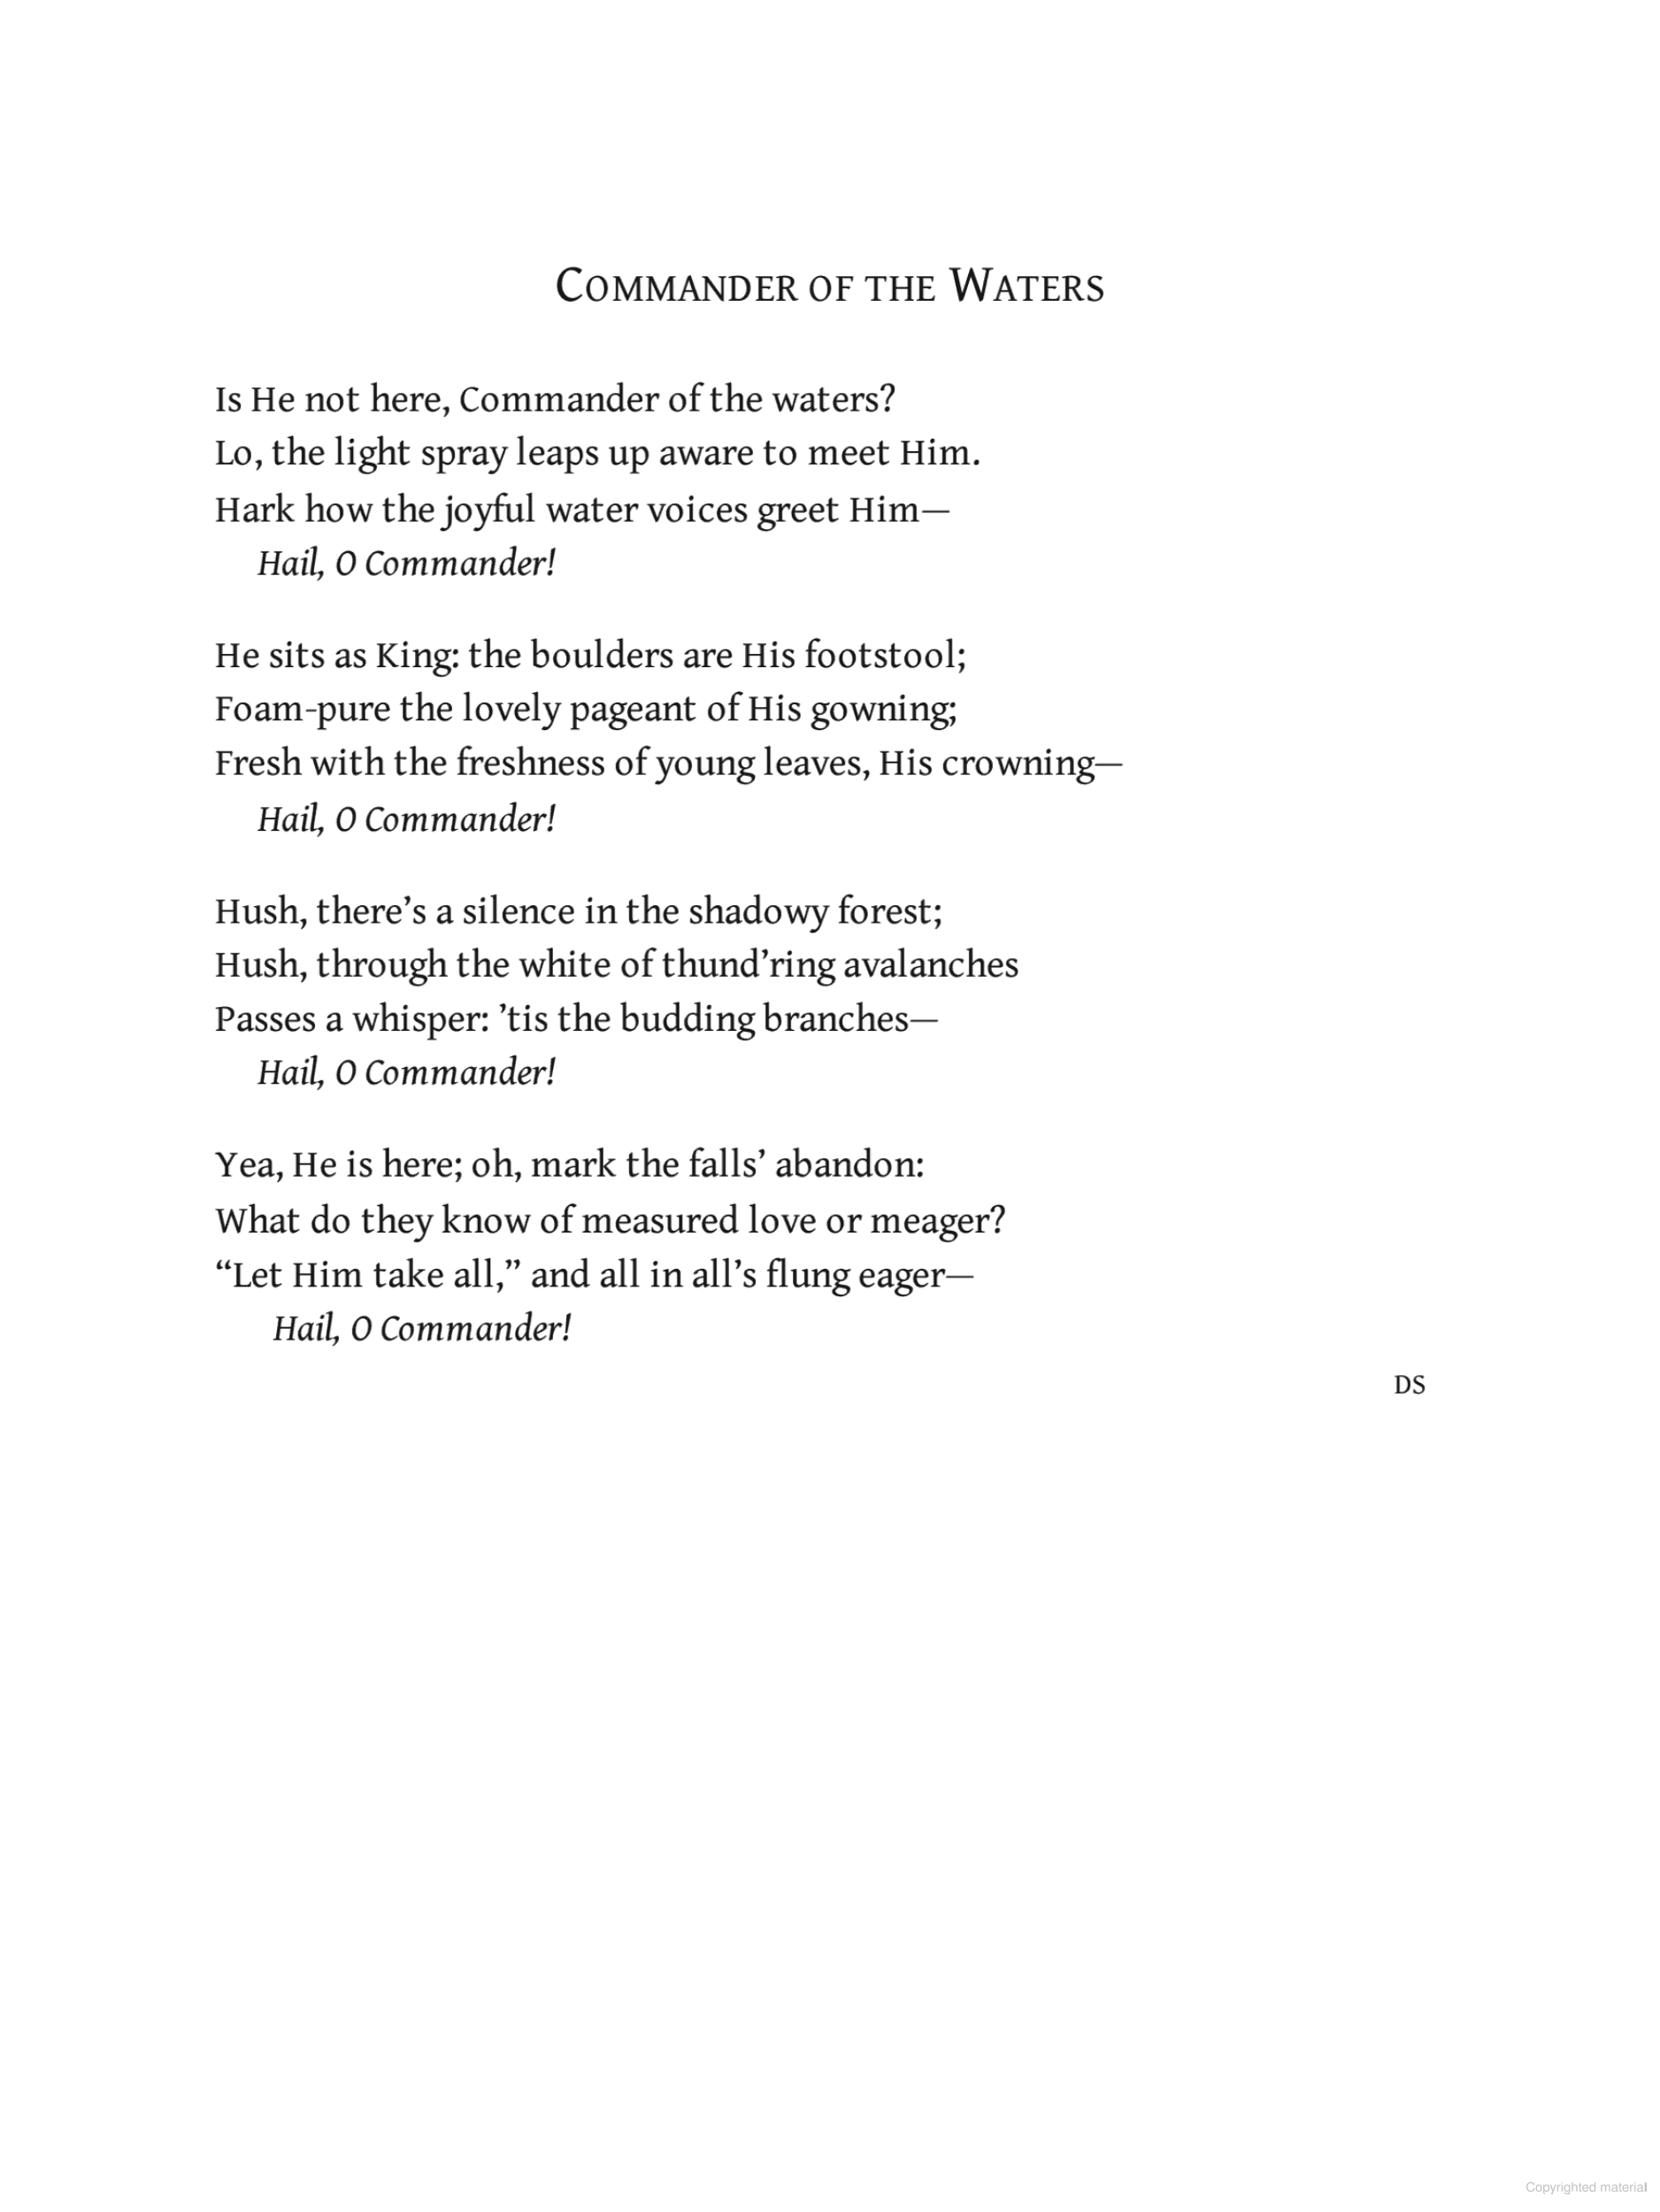 Commander of the Waters
Is He not here, Commander of the waters?
Lo, the light spray leaps up aware to meet Him.
Hark how the joyful water voices greet Him—
Hail, O Commander!
He sits as King: the boulders are His footstool;
Foam-pure the lovely pageant of His gowning;
Fresh with the freshness of young leaves, His crowning—
Hail, O Commander!
Hush, there’s a silence in the shadowy forest;
Hush, through the white of thund’ring avalanches
Passes a whisper: ’tis the budding branches—
Hail, O Commander!
Yea, He is here; oh, mark the falls’ abandon:
What do they know of measured love or meager?
“Let Him take all,” and all in all’s flung eager—
Hail, O Commander!
DS
Copyrighted material